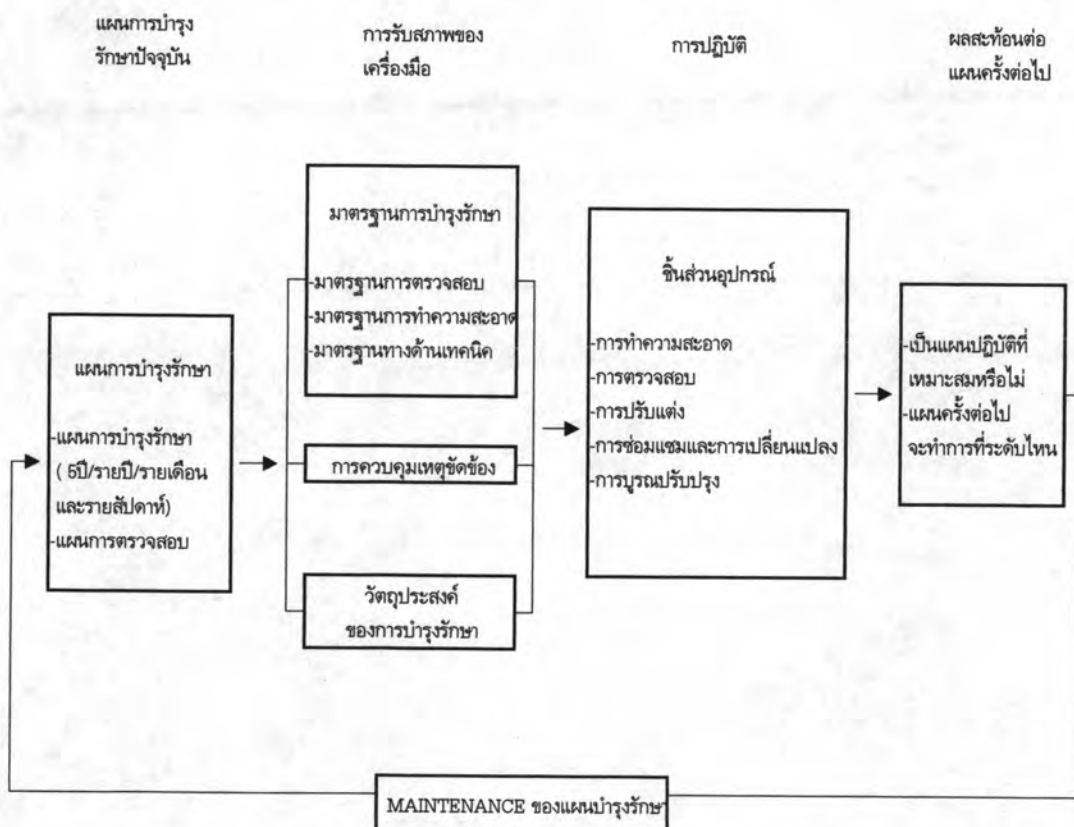 แผนการบำรุง
รักษาปัจจุบัน
การรับสภาพของ
เครื่องมือ
การปฏิบัติ
ผลสะท้อนต่อ
แผนครั้งต่อไป
แผนการบำรุงรักษา
-แผนการบำรุงรักษา
( 5ปี/รายปี/รายเดือน
และรายสัปดาห์)
-แผนการตรวจสอบ
มาตรฐานการบำรุงรักษา
-มาตรฐานการตรวจสอบ
-มาตรฐานการทำความสะอาด
-มาตรฐานทางด้านเทคนิค
การควบคุมเหตุขัดข้อง
วัตถุประสงค์
ของการบำรุงรักษา
ชิ้นส่วนอุปกรณ์
-การทำความสะอาด
-การตรวจสอบ
-การปรับแต่ง
-การซ่อมแซมและการเปลี่ยนแปลง
-การบูรณปรับปรุง
-เป็นแผนปฏิบัติที่
เหมาะสมหรือไม่
-แผนครั้งต่อไป
จะทำการที่ระดับไหน
MAINTENANCE ของแผนบำรุงรักษา